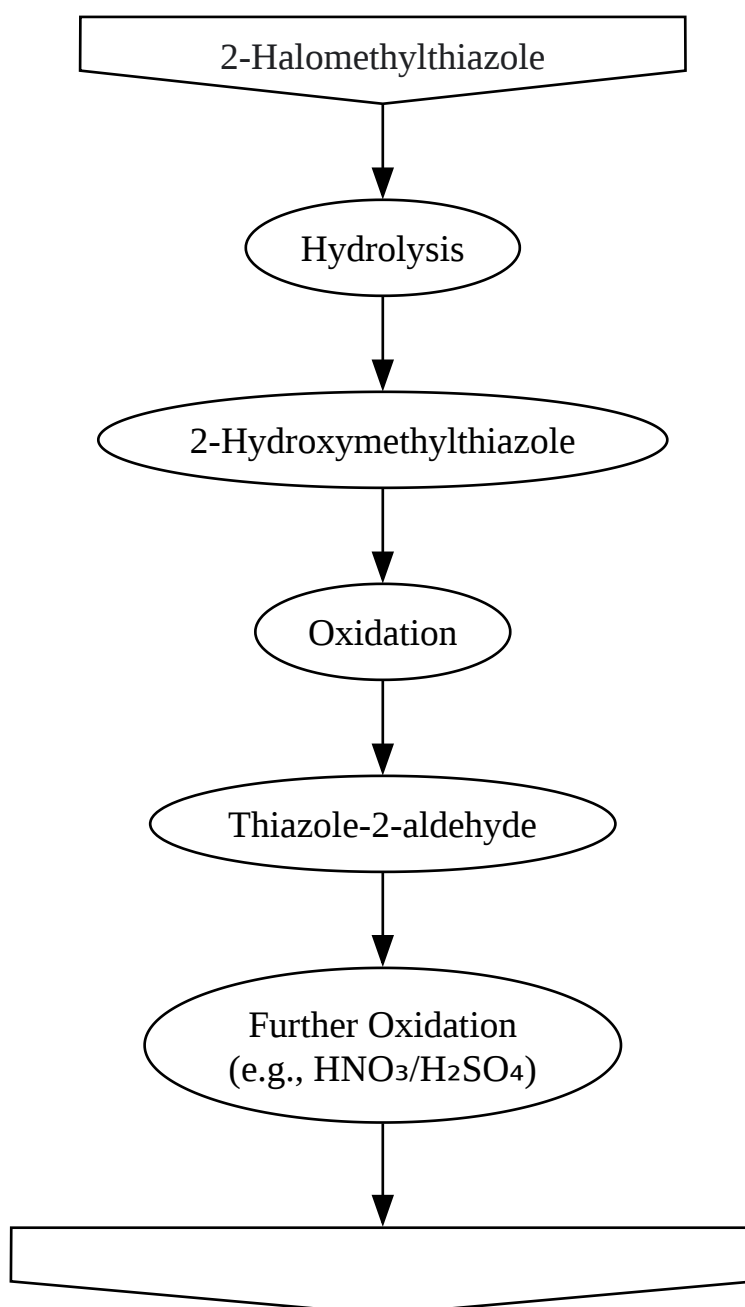 2-Halomethylthiazole
Hydrolysis
2-Hydroxymethylthiazole
Oxidation
Thiazole-2-aldehyde
Further Oxidation
(e.g., HNO₃/H₂SO₄)